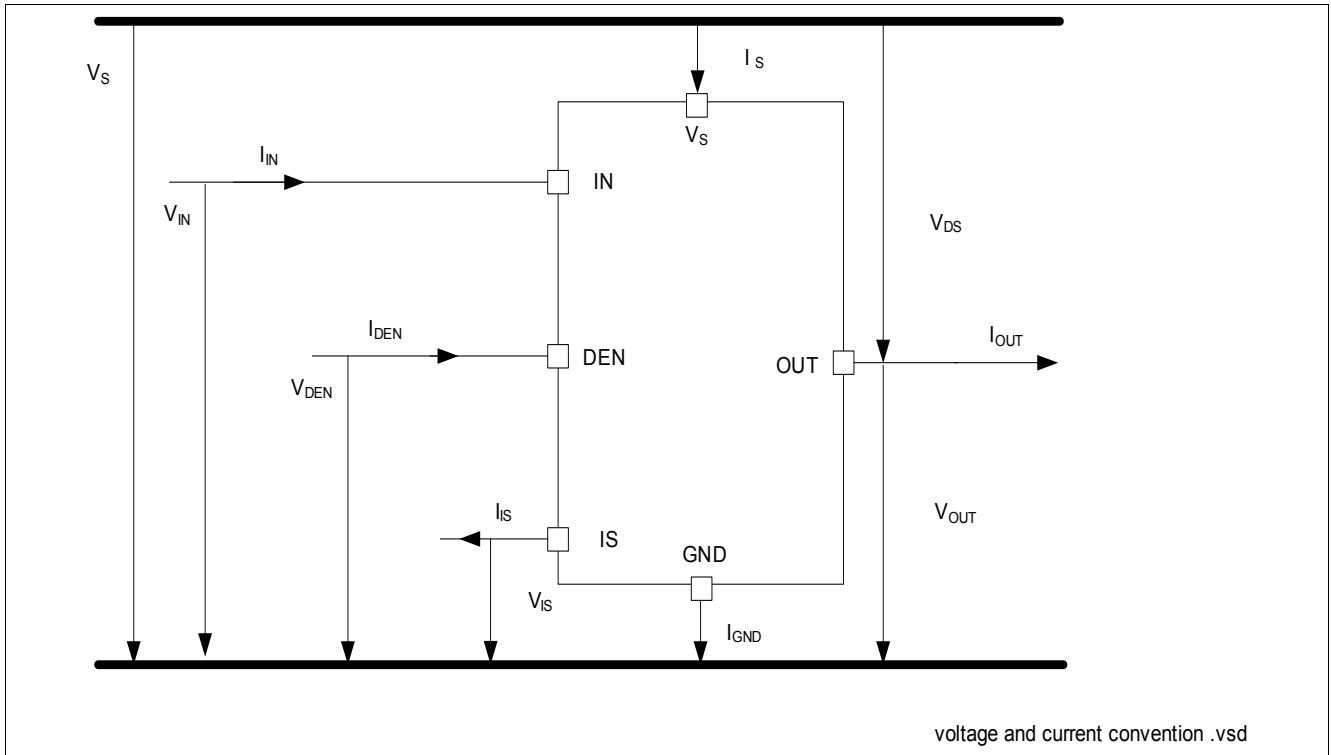 I S
V_S
V_S
I_IN
IN
V_IN
V_DS
I_DEN
I_OUT
DEN
OUT
V_DEN
I_IS
V_OUT
IS
GND
V_IS
I_GND
voltage and current convention .vsd